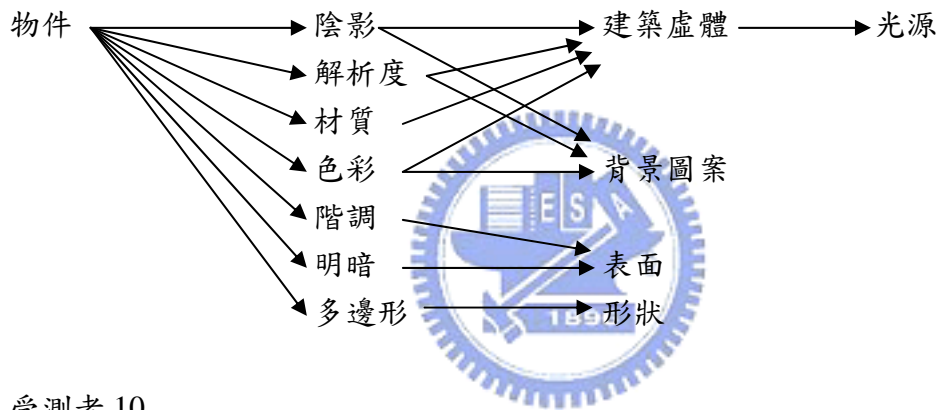 物件 陰影 建築虛體 光源
解析度
材質
色彩 背景圖案
階調
明暗 表面
多邊形 形狀
受測者 10
E S A
1896